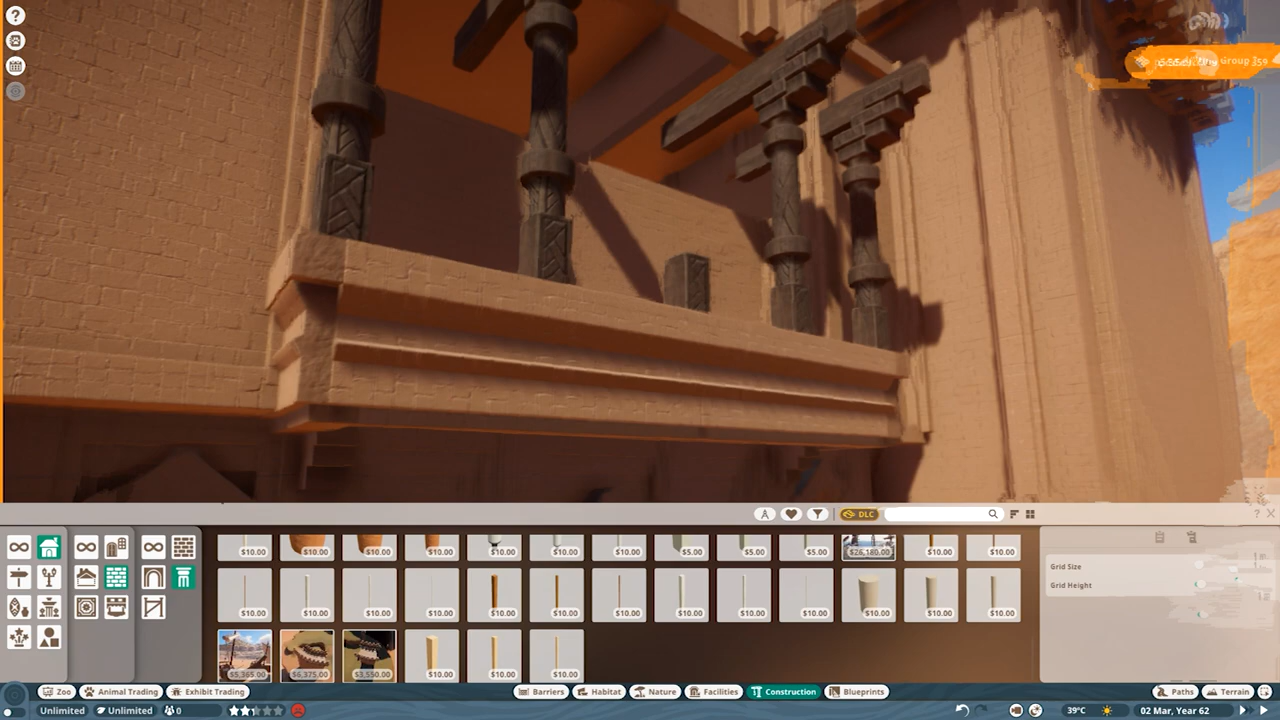 Group 159
DLC
$10.00 $10.00 $10.00 $10.00 $10.00 $10.00 $10.00 $5.00 $5.00 $5.00 $26,180.00 $10.00 $10.00
$10.00 $10.00 $10.00 $10.00 $10.00 $10.00 $10.00 $10.00 $10.00 $10.00 $10.00 $10.00 $10.00
$5,365.00 $6,375.00 $3,550.00 $10.00 $10.00 $10.00
Grid Size
Grid Height
Zoo Animal Trading Exhibit Trading Barriers Habitat Nature Facilities Construction Blueprints Paths Terrain
Unlimited Unlimited 0 39°C 02 Mar, Year 62